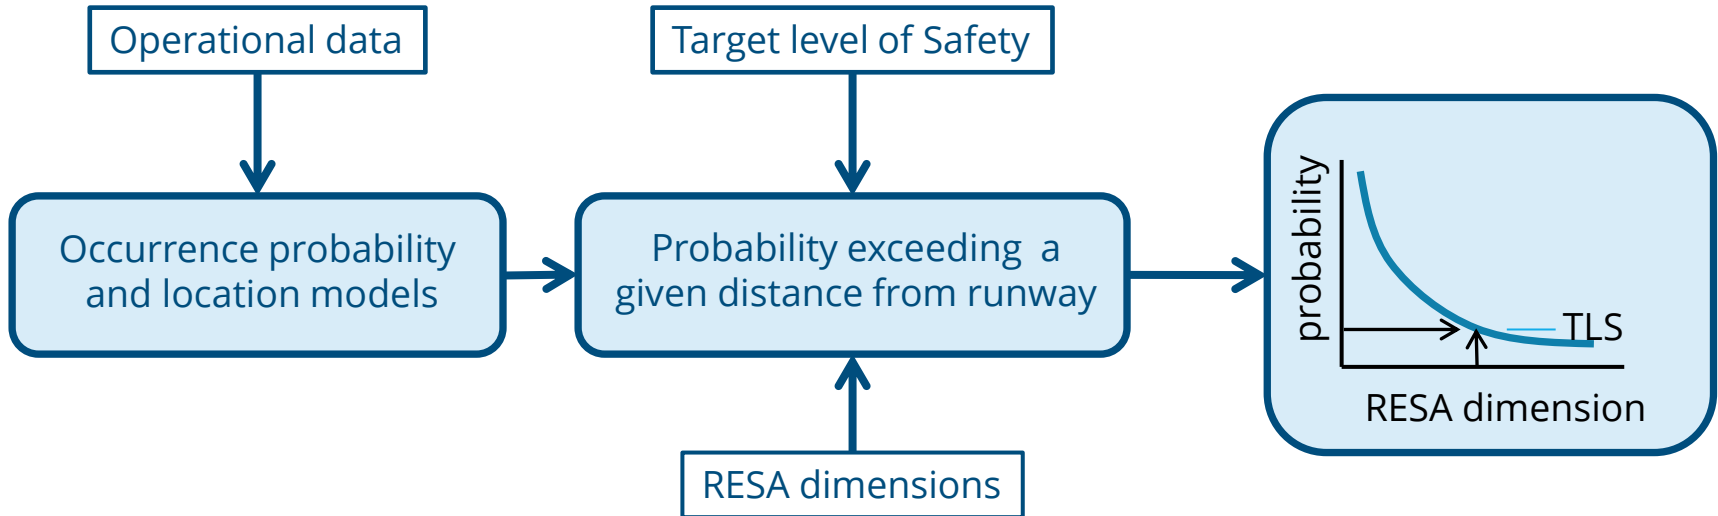 Operational data
Target level of Safety
Occurrence probability
and location models
Probability exceeding  a
given distance from runway
RESA dimensions
probability
TLS
RESA dimension